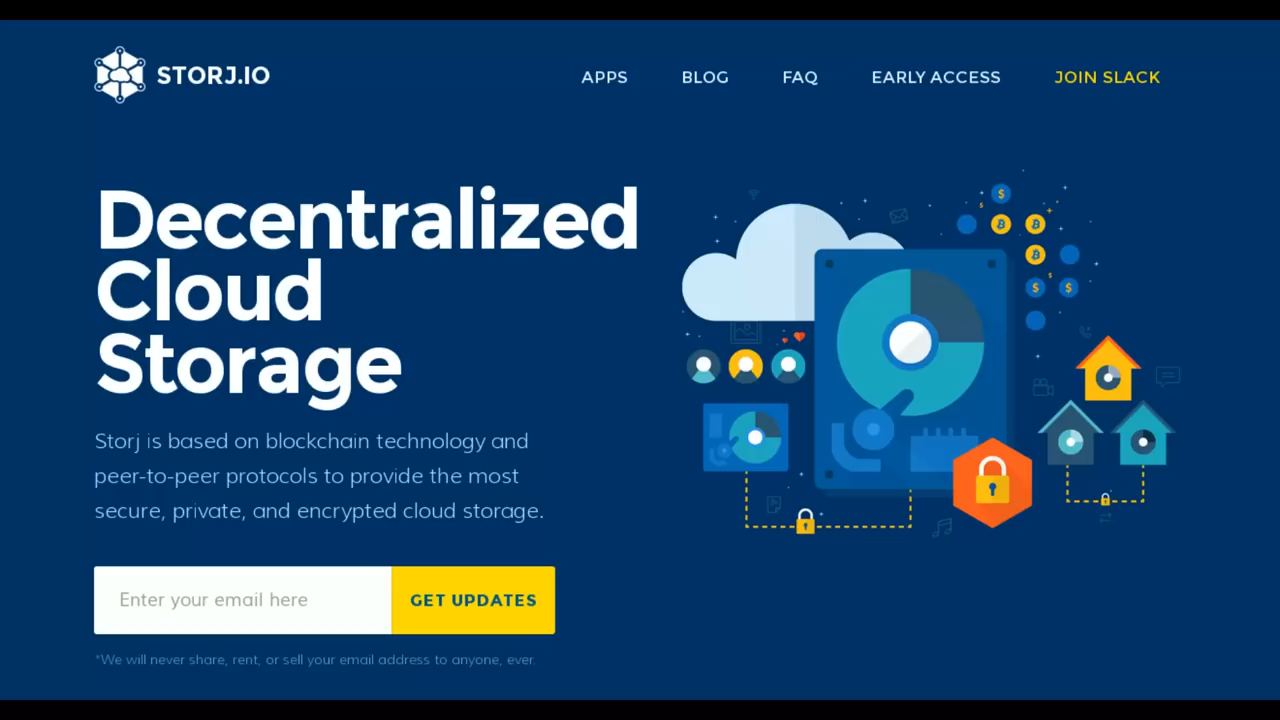 STORJ.IO
APPS BLOG FAQ EARLY ACCESS JOIN SLACK
Decentralized
Cloud
Storage
Storj is based on blockchain technology and
peer-to-peer protocols to provide the most
secure, private, and encrypted cloud storage.
Enter your email here GET UPDATES
*We will never share, rent, or sell your email address to anyone, ever.